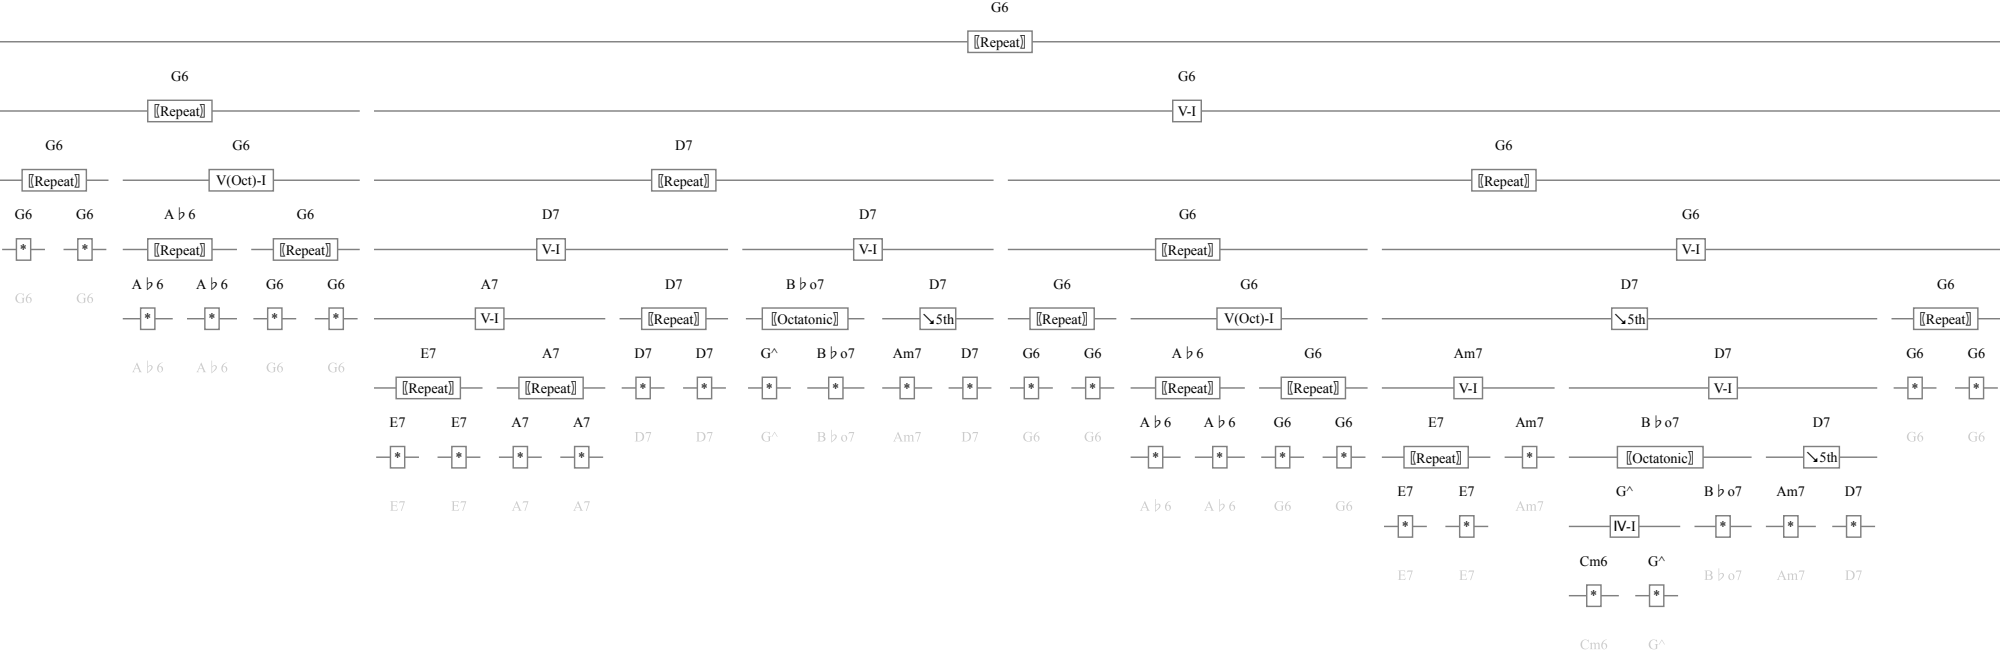 G6
⟦Repeat⟧
G6 G6
⟦Repeat⟧ V-I
G6 G6 D7 G6
⟦Repeat⟧ V(Oct)-I ⟦Repeat⟧ ⟦Repeat⟧
G6 G6 A♭6 G6 D7 D7 G6 G6
* * ⟦Repeat⟧ ⟦Repeat⟧ V-I V-I ⟦Repeat⟧ V-I
G6 G6 A♭6 A♭6 G6 G6 A7 D7 B♭o7 D7 G6 G6 D7 G6
* * * * V-I ⟦Repeat⟧ ⟦Octatonic⟧ ↘5th ⟦Repeat⟧ V(Oct)-I ↘5th ⟦Repeat⟧
A♭6 A♭6 G6 G6 E7 A7 D7 D7 G^ B♭o7 Am7 D7 G6 G6 A♭6 G6 Am7 D7 G6 G6
⟦Repeat⟧ ⟦Repeat⟧ * * * * * * * * ⟦Repeat⟧ ⟦Repeat⟧ V-I V-I * *
E7 E7 A7 A7 D7 D7 G^ B♭o7 Am7 D7 G6 G6 A♭6 A♭6 G6 G6 E7 Am7 B♭o7 D7 G6 G6
* * * * * * * * ⟦Repeat⟧ * ⟦Octatonic⟧ ↘5th
E7 E7 A7 A7 A♭6 A♭6 G6 G6 E7 E7 Am7 G^ B♭o7 Am7 D7
* * Ⅳ-I * * *
E7 E7 Cm6 G^ B♭o7 Am7 D7
* *
Cm6 G^